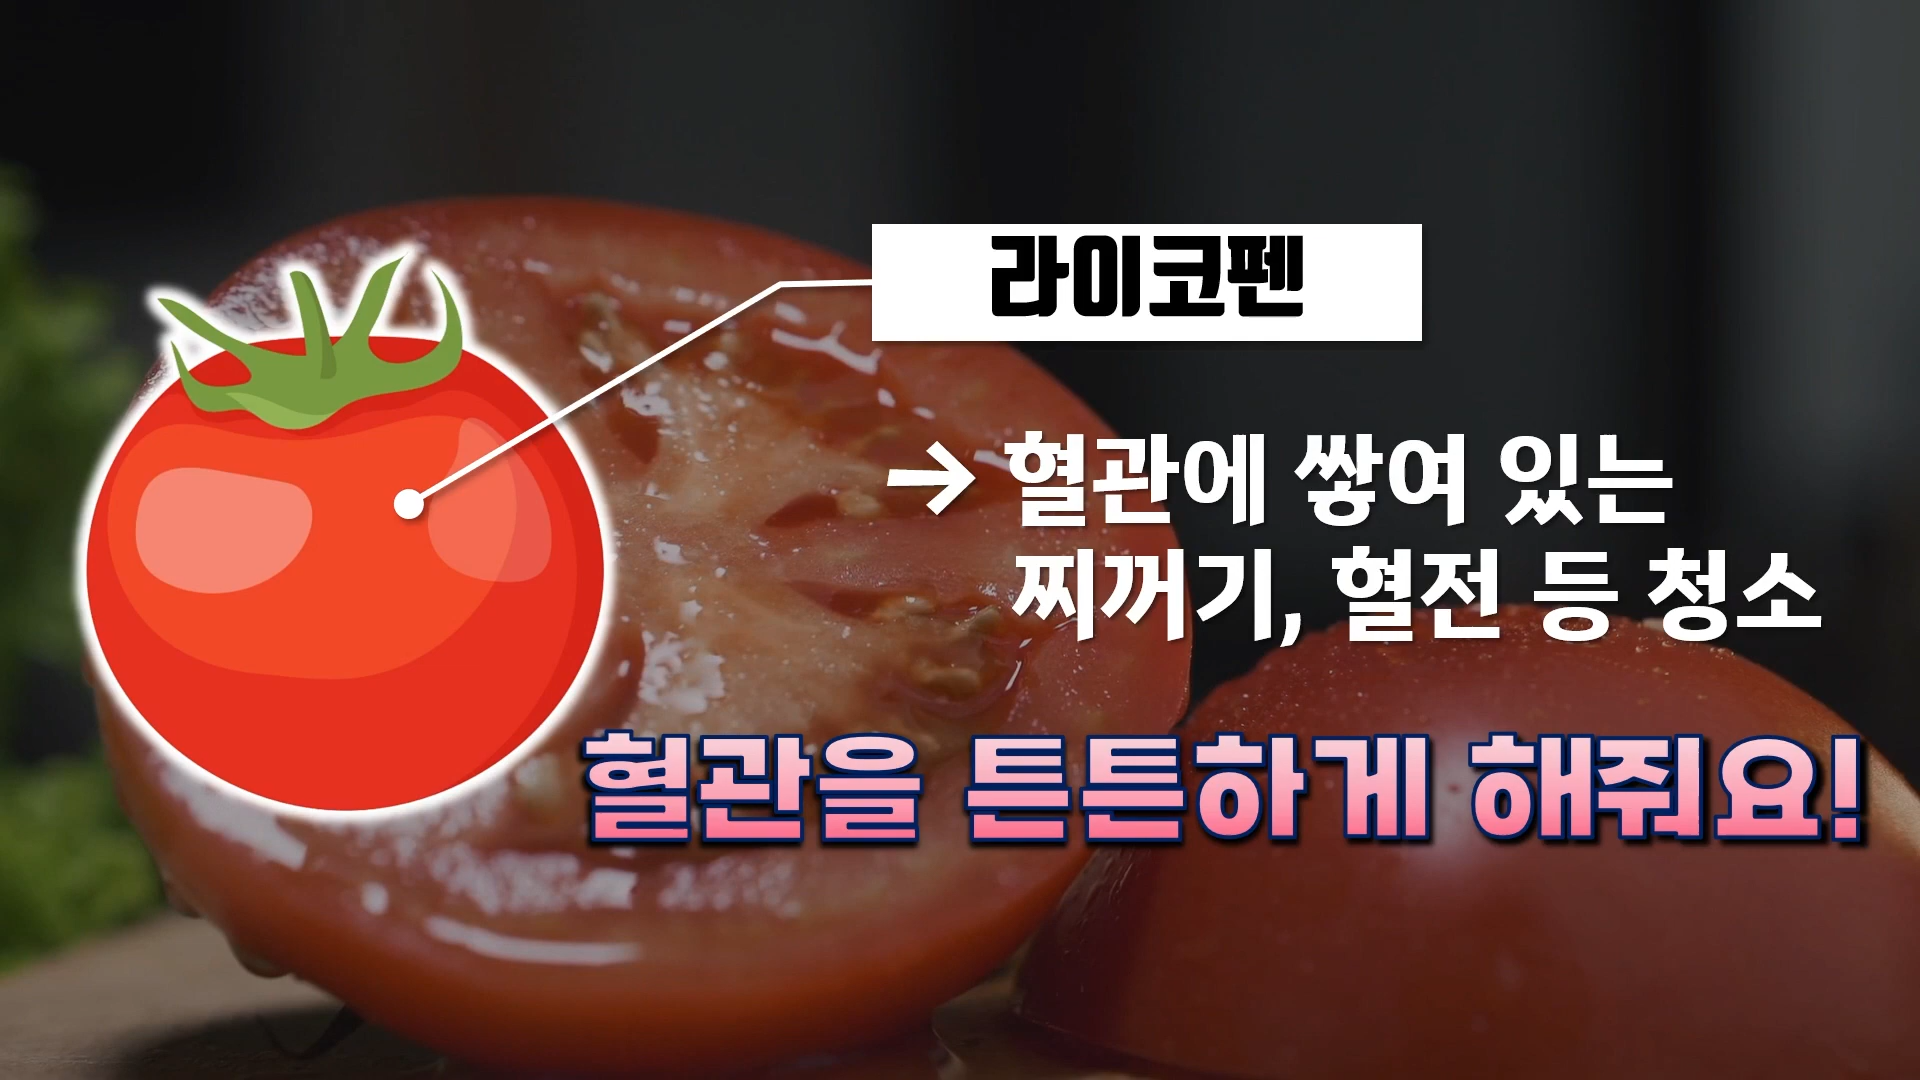 라이코펜
→ 혈관에 쌓여 있는
찌꺼기, 혈전 등 청소
혈관을 튼튼하게 해줘요!